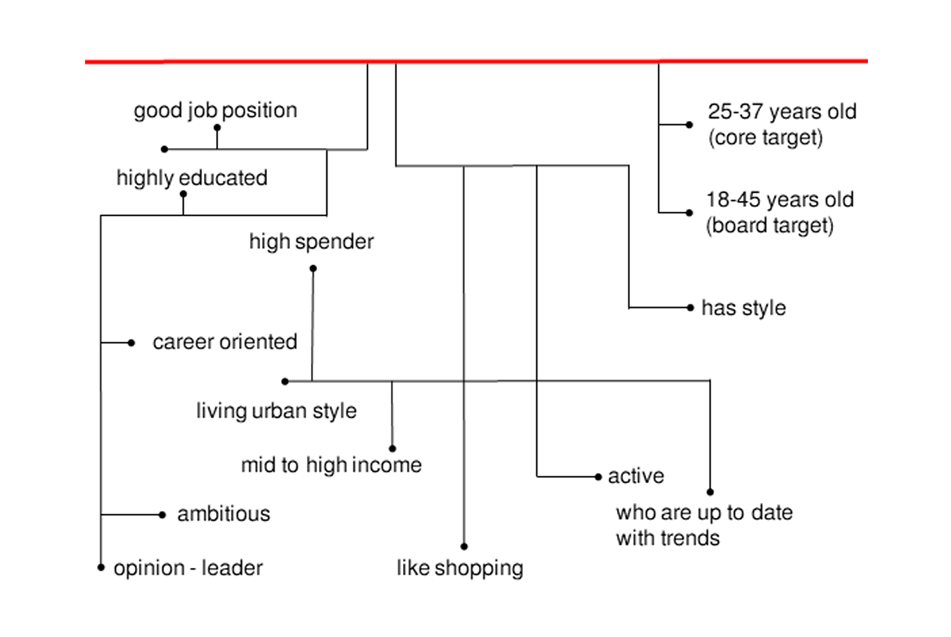 good job position
25-37 years old
(core target)
highly educated
18-45 years old
(board target)
high spender
has style
career oriented
living urban style
mid to high income
active
ambitious
who are up to date
with trends
opinion - leader
like shopping